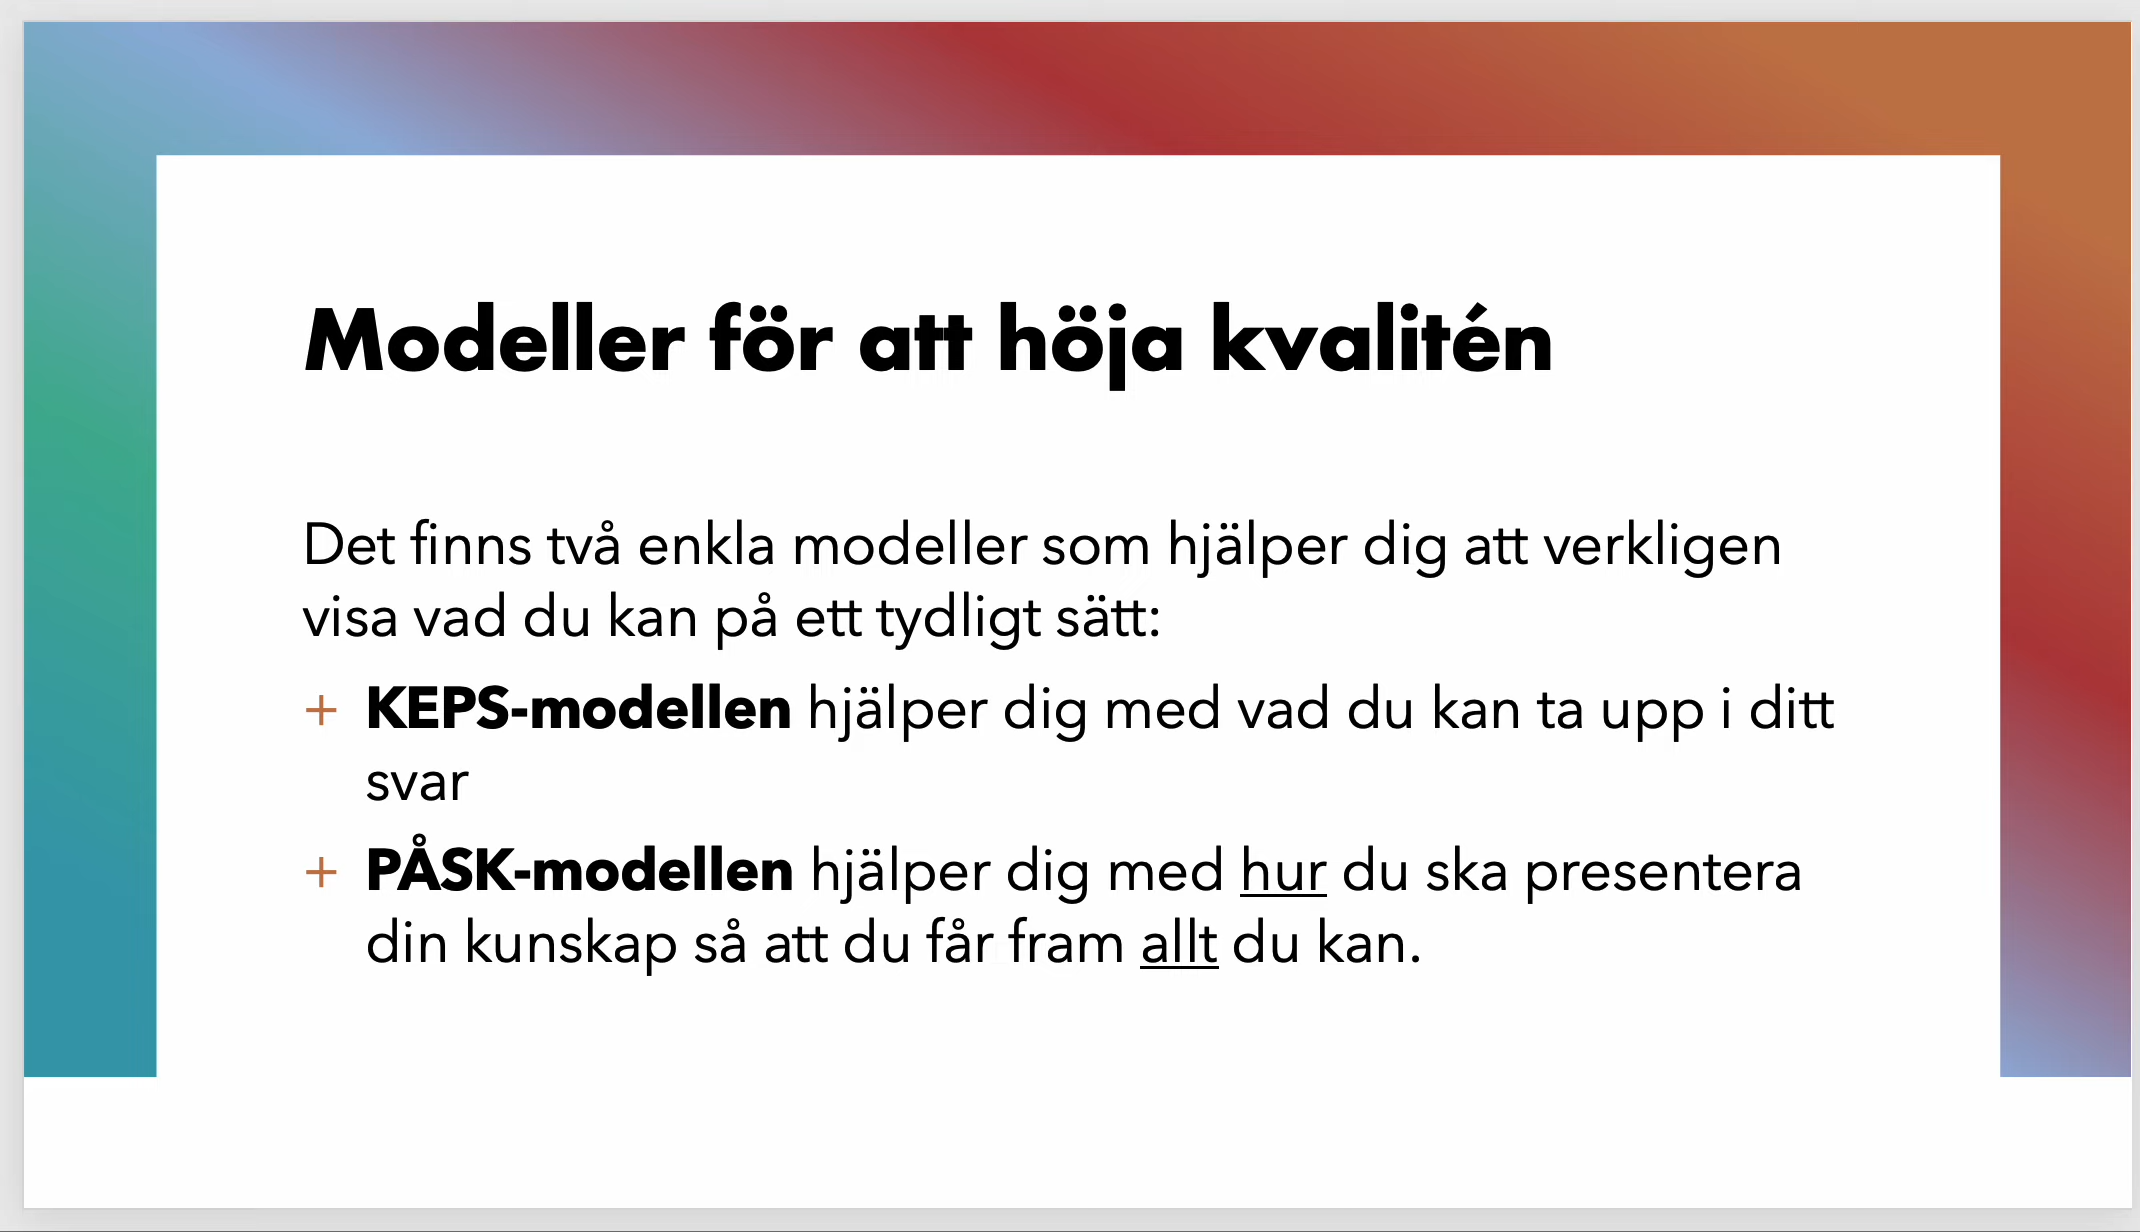 Modeller för att höja kvalitén
Det finns två enkla modeller som hjälper dig att verkligen
visa vad du kan på ett tydligt sätt:
+ KEPS-modellen hjälper dig med vad du kan ta upp i ditt
svar
+ PÅSK-modellen hjälper dig med hur du ska presentera
din kunskap så att du får fram allt du kan.